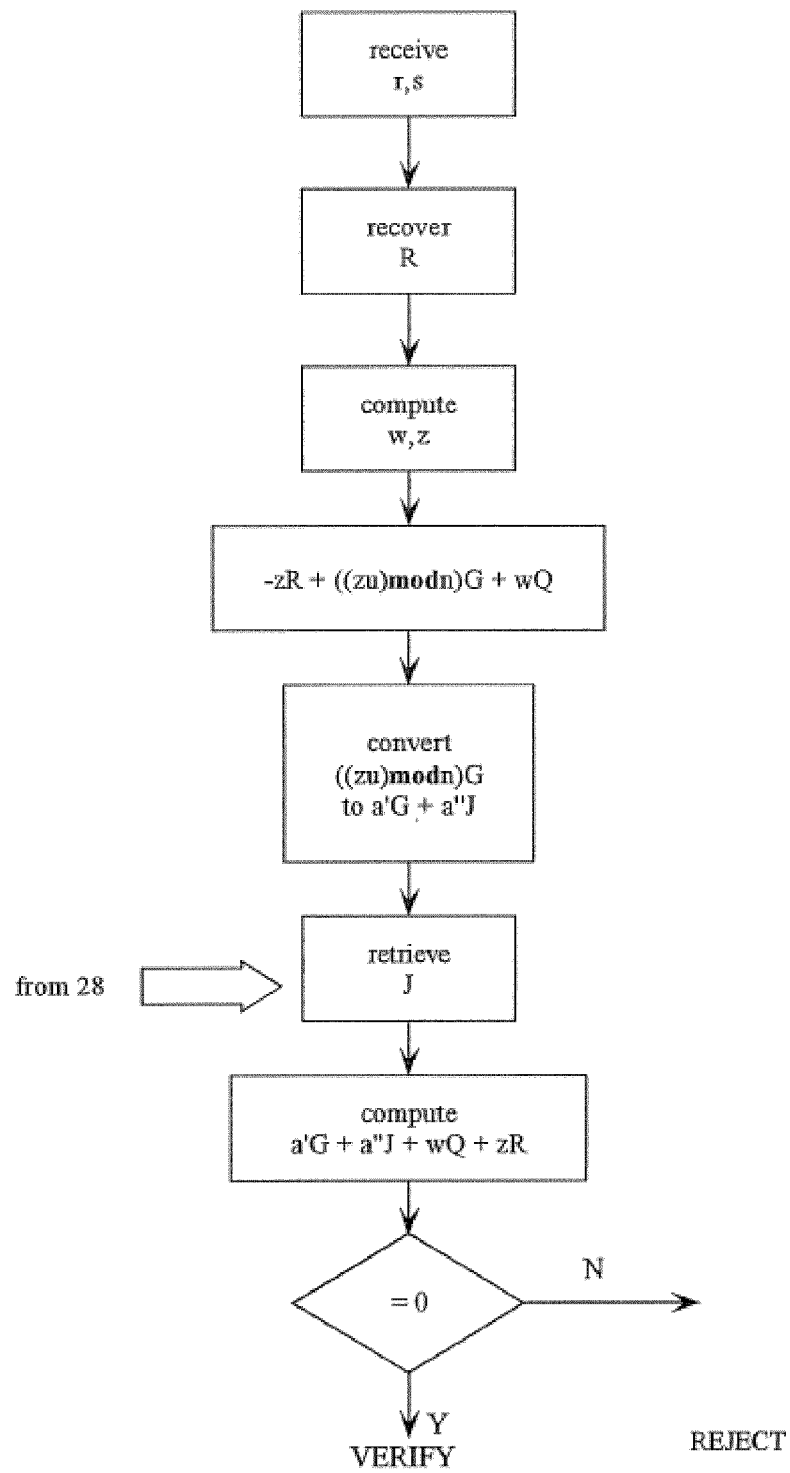 receive
r,s
recover
R
compute
w,z
-zR + ((zu)modn)G + wQ
convert
((zu)modn)G
to a'G + a"J
retrieve
J
from 28
compute
a'G + a"J + wQ + zR
= 0
N
Y
VERIFY
REJECT